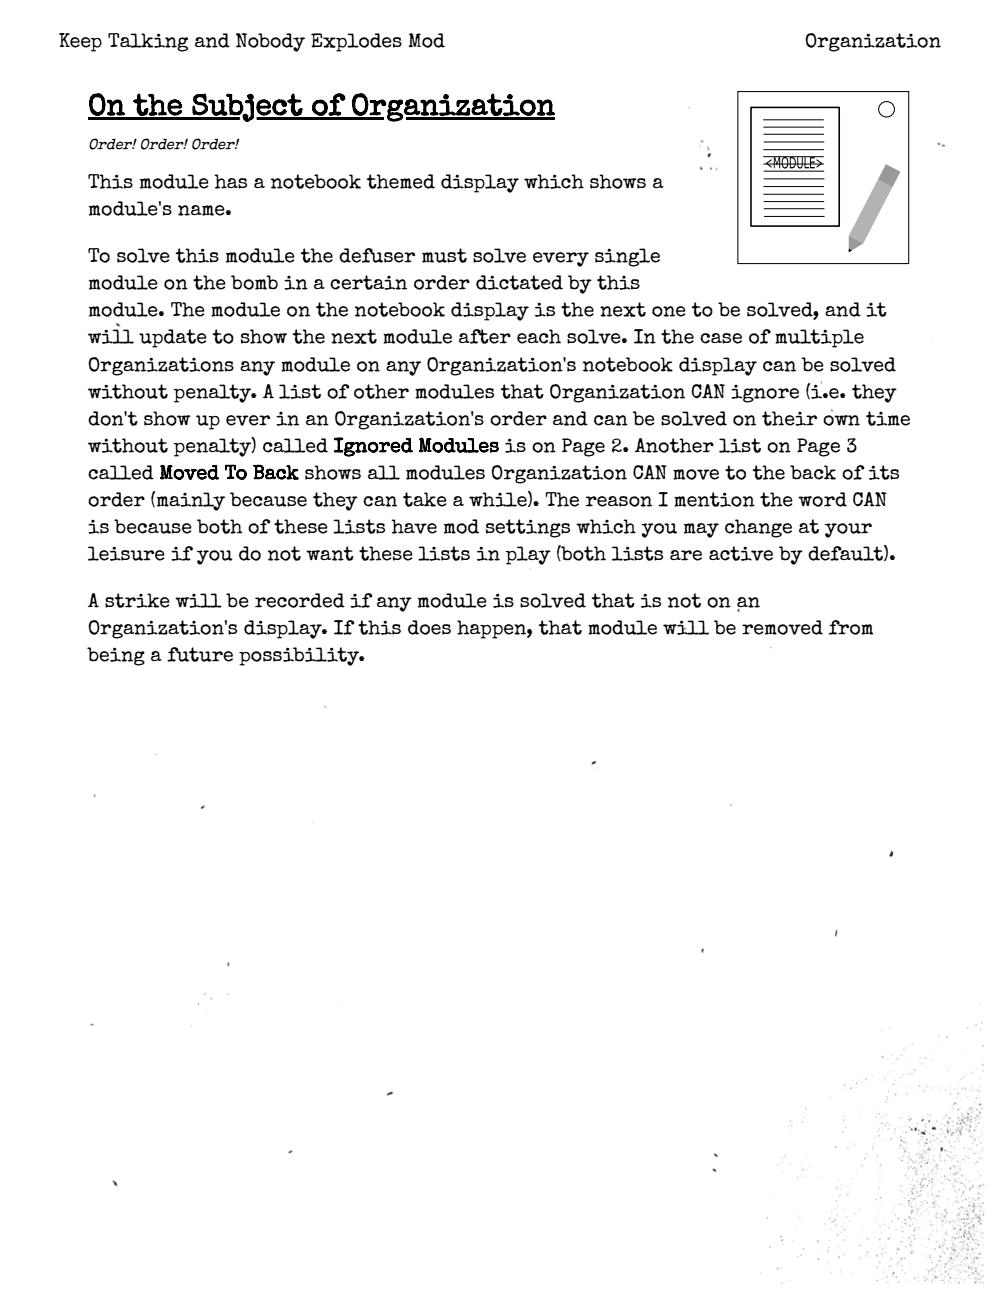 Keep Talking and Nobody Explodes Mod
Organization
On the Subject of Organization
Order! Order! Order!
<MODULE>
This module has a notebook themed display which shows a
module's name.
To solve this module the defuser must solve every single
module on the bomb in a certain order dictated by this
module. The module on the notebook display is the next one to be solved, and it
will update to show the next module after each solve. In the case of multiple
Organizations any module on any Organization's notebook display can be solved
without penalty. A list of other modules that Organization CAN ignore (i.e. they
don't show up ever in an Organization's order and can be solved on their own time
without penalty) called Ignored Modules is on Page 2. Another list on Page 3
called Moved To Back shows all modules Organization CAN move to the back of its
order (mainly because they can take a while). The reason I mention the word CAN
is because both of these lists have mod settings which you may change at your
leisure if you do not want these lists in play (both lists are active by default).
A strike will be recorded if any module is solved that is not on an
Organization's display. If this does happen, that module will be removed from
being a future possibility.